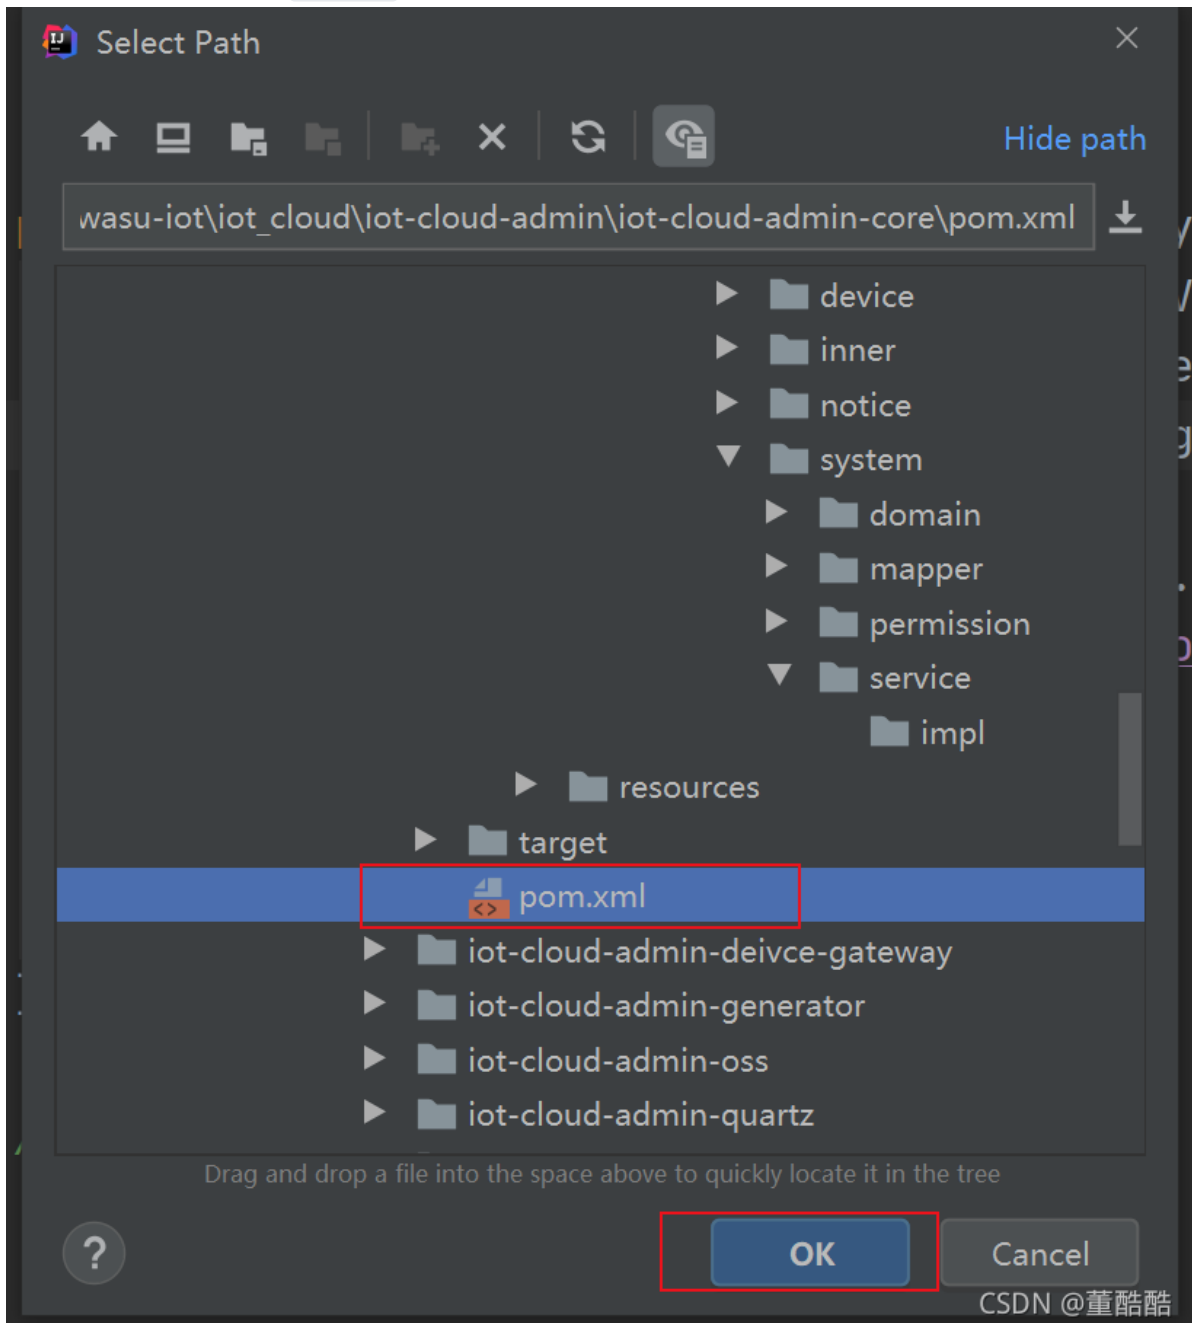 Select Path
Hide path
wasu-iot\iot_cloud\iot-cloud-admin\iot-cloud-admin-core\pom.xml
device
inner
notice
system
domain
mapper
permission
service
impl
resources
target
pom.xml
iot-cloud-admin-deivce-gateway
iot-cloud-admin-generator
iot-cloud-admin-oss
iot-cloud-admin-quartz
Drag and drop a file into the space above to quickly locate it in the tree
?
OK
Cancel
CSDN @董酷酷